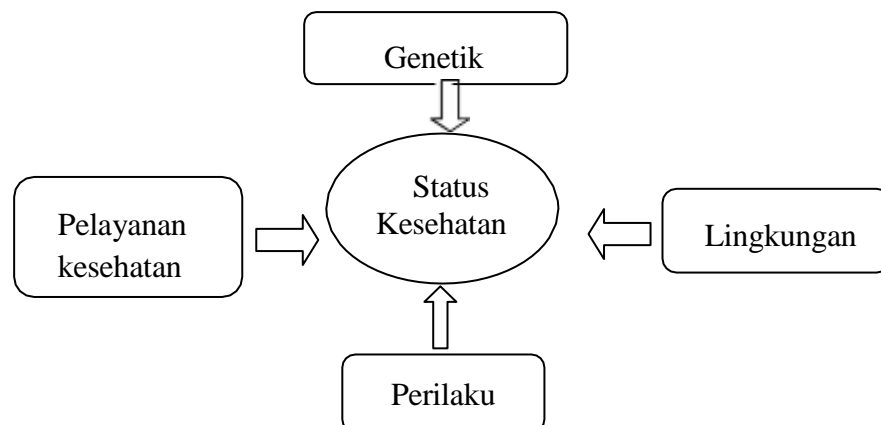 Genetik
Status
Kesehatan
Pelayanan
kesehatan
Lingkungan
Perilaku